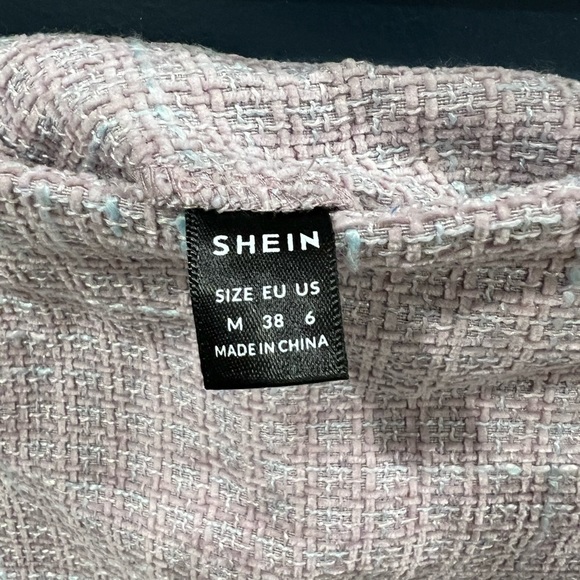 SHEIN
SIZE EU US
M 38 6
MADE IN CHINA